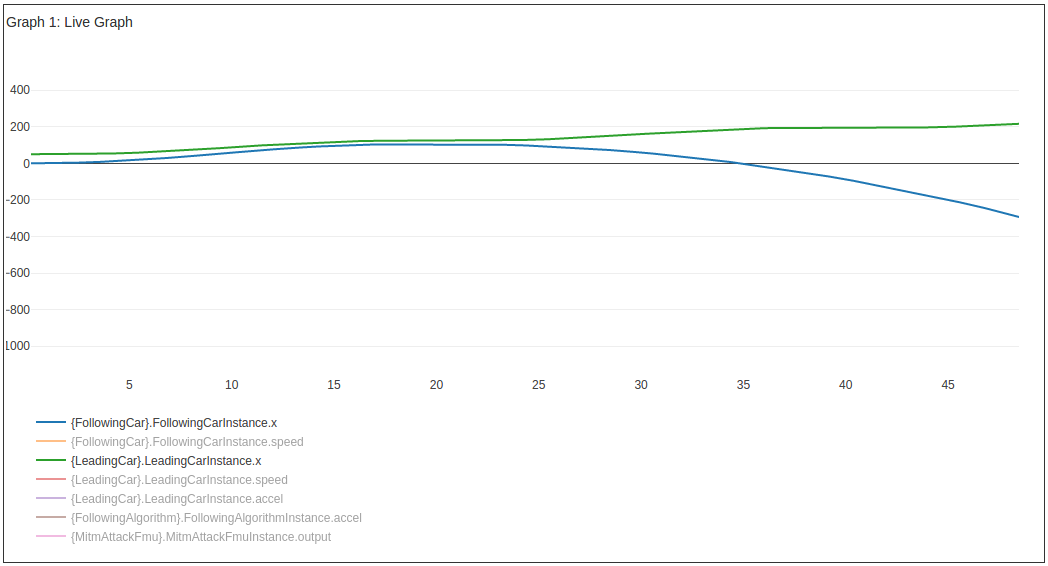 Graph 1: Live Graph
400
200
0
-200
-400
-600
-800
1000
5 10 15 20 25 30 35 40 45
{FollowingCar}.FollowingCarInstance.x
{FollowingCar}.FollowingCarInstance.speed
{LeadingCar}.LeadingCarInstance.x
{LeadingCar}.LeadingCarInstance.speed
{LeadingCar}.LeadingCarInstance.accel
{FollowingAlgorithm}.FollowingAlgorithmInstance.accel
{MitmAttackFmu}.MitmAttackFmuInstance.output